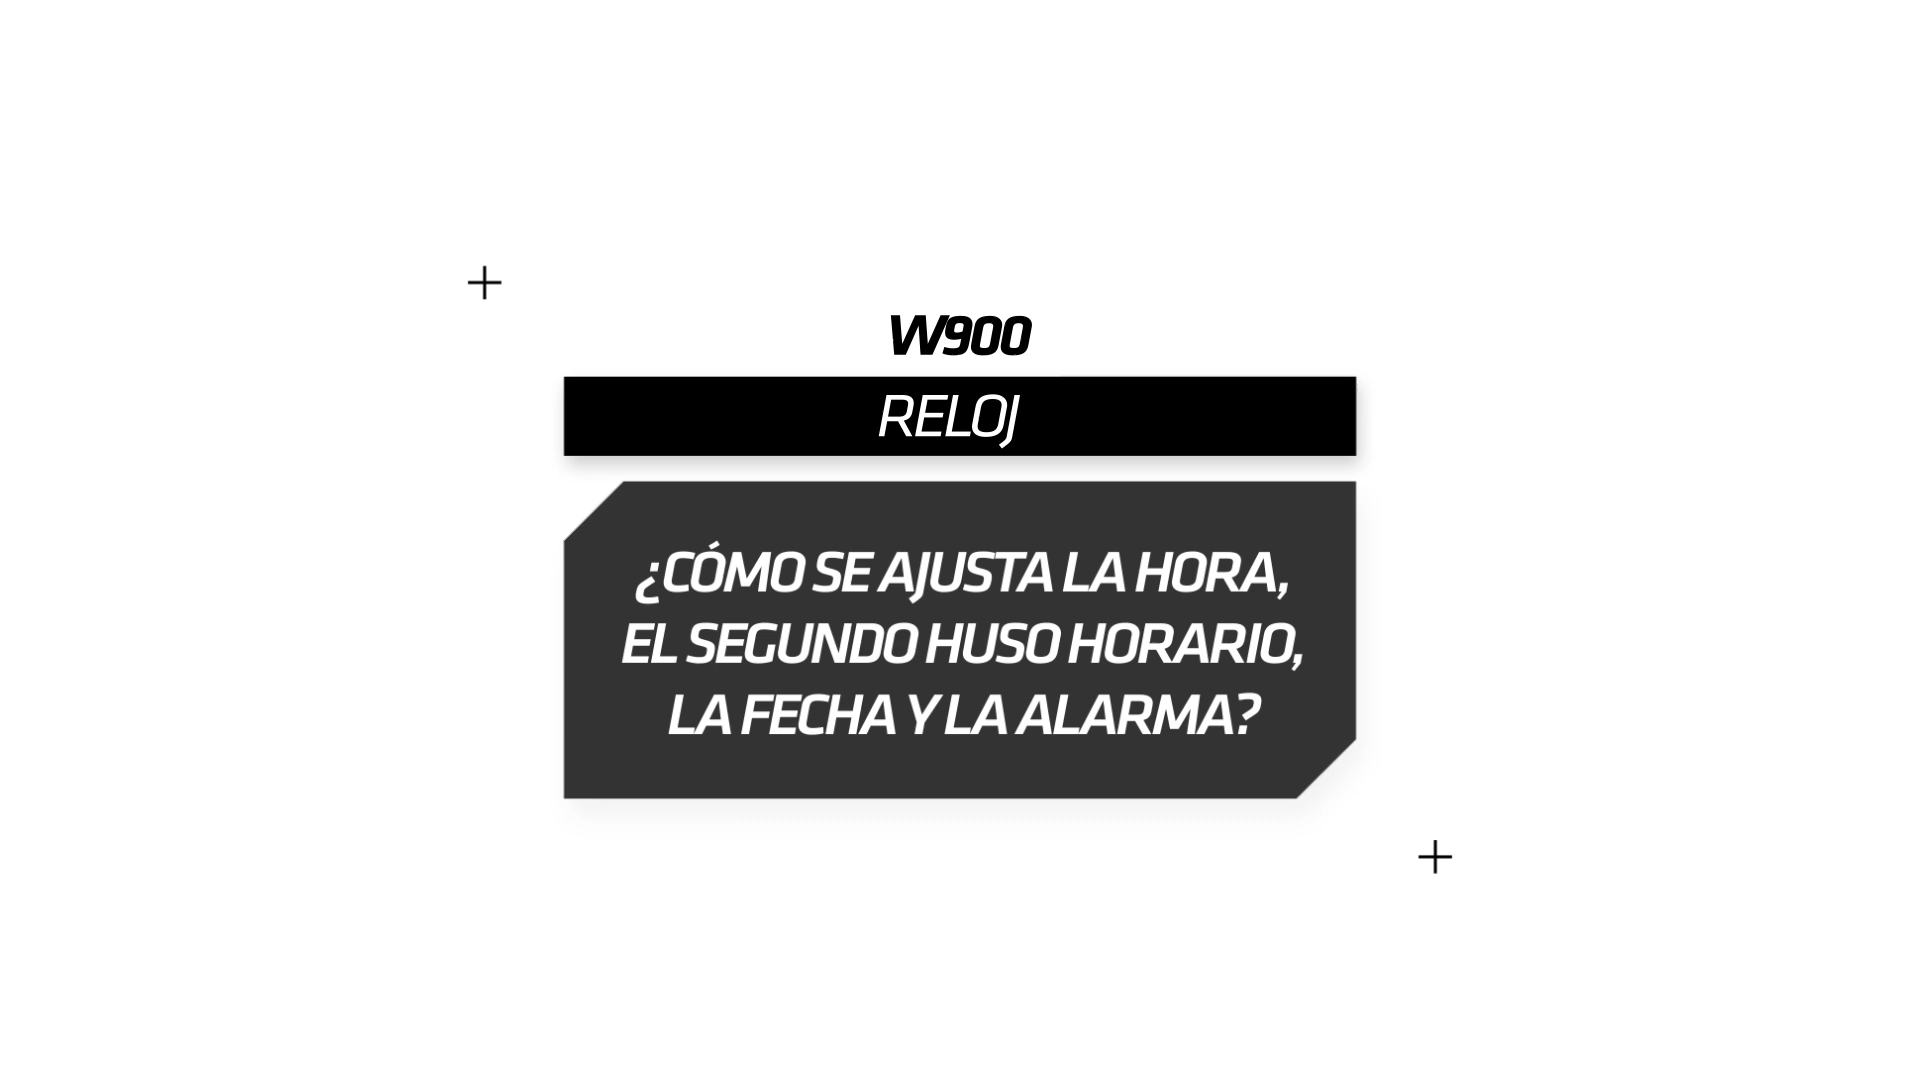 W900
RELOJ
¿CÓMO SE AJUSTA LA HORA,
EL SEGUNDO HUSO HORARIO,
LA FECHA Y LA ALARMA?